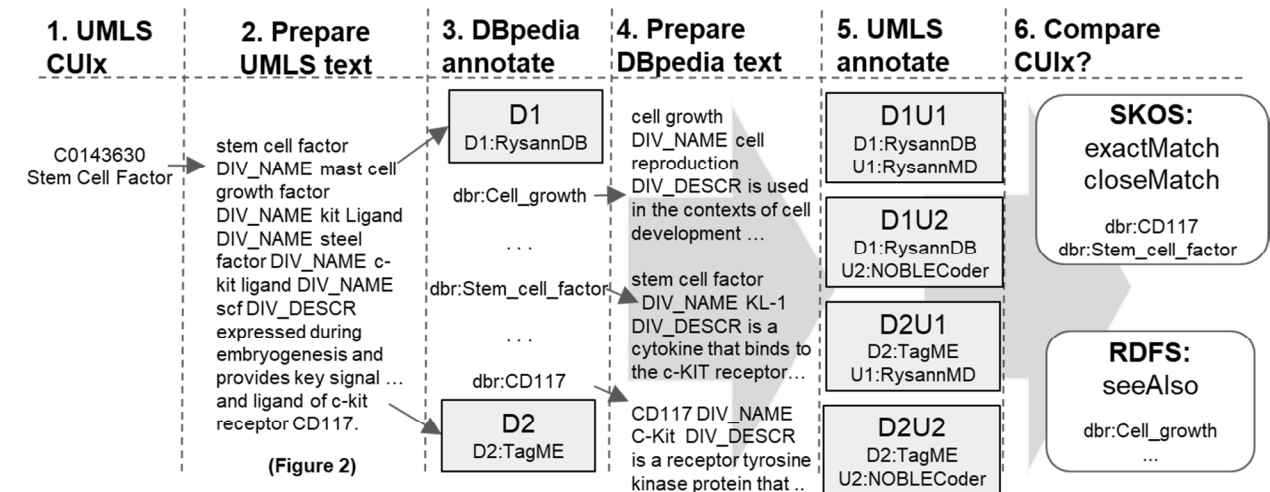 1. UMLS
CUIx
2. Prepare
UMLS text
3. DBpedia
annotate
4. Prepare
DBpedia text
5. UMLS
annotate
6. Compare
CUIx?
C0143630
Stem Cell Factor
stem cell factor
DIV_NAME mast cell
growth factor
DIV_NAME kit Ligand
DIV_NAME steel
factor DIV_NAME c-
kit ligand DIV_NAME
scf DIV_DESCR
expressed during
embryogenesis and
provides key signal …
and ligand of c-kit
receptor CD117.
(Figure 2)
D1
D1:RysannDB
dbr:Cell_growth
. . .
dbr:Stem_cell_factor
. . .
dbr:CD117
D2
D2:TagME
cell growth
DIV_NAME cell
reproduction
DIV_DESCR is used
in the contexts of cell
development …
stem cell factor
DIV_NAME KL-1
DIV_DESCR is a
cytokine that binds to
the c-KIT receptor…
CD117 DIV_NAME
C-Kit DIV_DESCR
is a receptor tyrosine
kinase protein that ..
D1U1
D1:RysannDB
U1:RysannMD
D1U2
D1:RysannDB
U2:NOBLECoder
D2U1
D2:TagME
U1:RysannMD
D2U2
D2:TagME
U2:NOBLECoder
SKOS:
exactMatch
closeMatch
dbr:CD117
dbr:Stem_cell_factor
RDFS:
seeAlso
dbr:Cell_growth
...